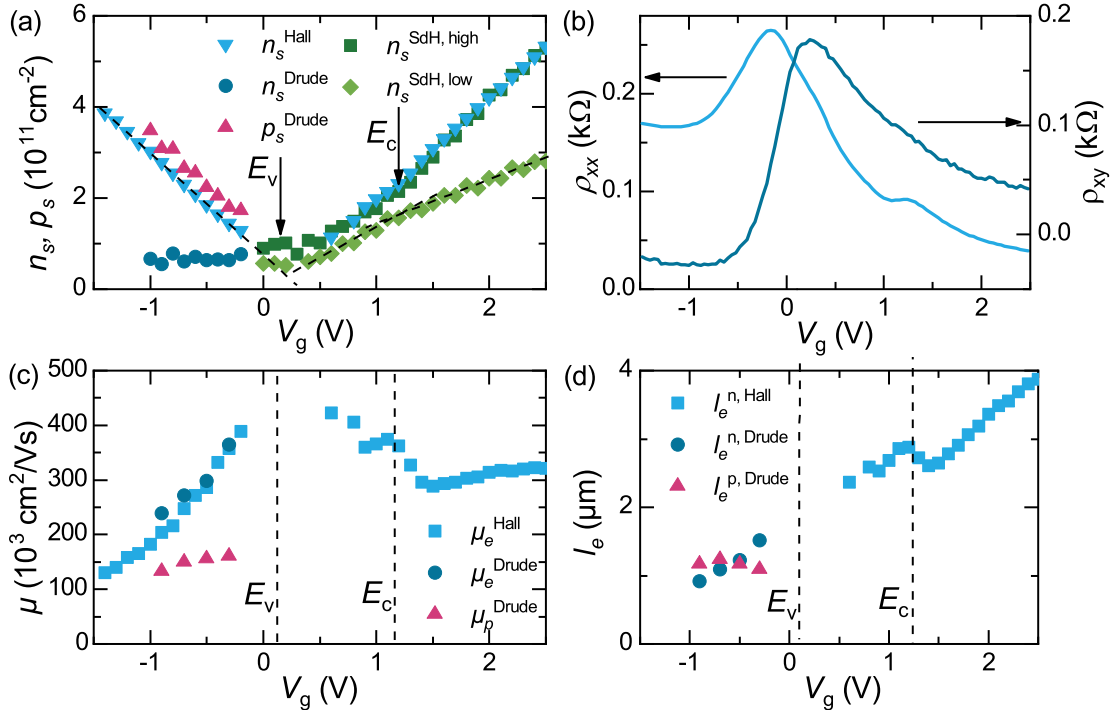 (a)
n_s^Hall
n_s^Drude
p_s^Drude
n_s^SdH, high
n_s^SdH, low
E_v
E_c
n_s, p_s (10^11 cm^-2)
6
4
2
0
-1 0 1 2
V_g (V)
(b)
ρ_xx (kΩ)
0.2
0.1
0.0
ρ_xy (kΩ)
0.2
0.1
0.0
-1 0 1 2
V_g (V)
(c)
μ (10^3 cm^2/Vs)
500
400
300
200
150
0
μ_e^Hall
μ_e^Drude
μ_p^Drude
E_v
E_c
-1 0 1 2
V_g (V)
(d)
l_e (μm)
4
2
0
l_e^n, Hall
l_e^n, Drude
l_e^p, Drude
E_v
E_c
-1 0 1 2
V_g (V)